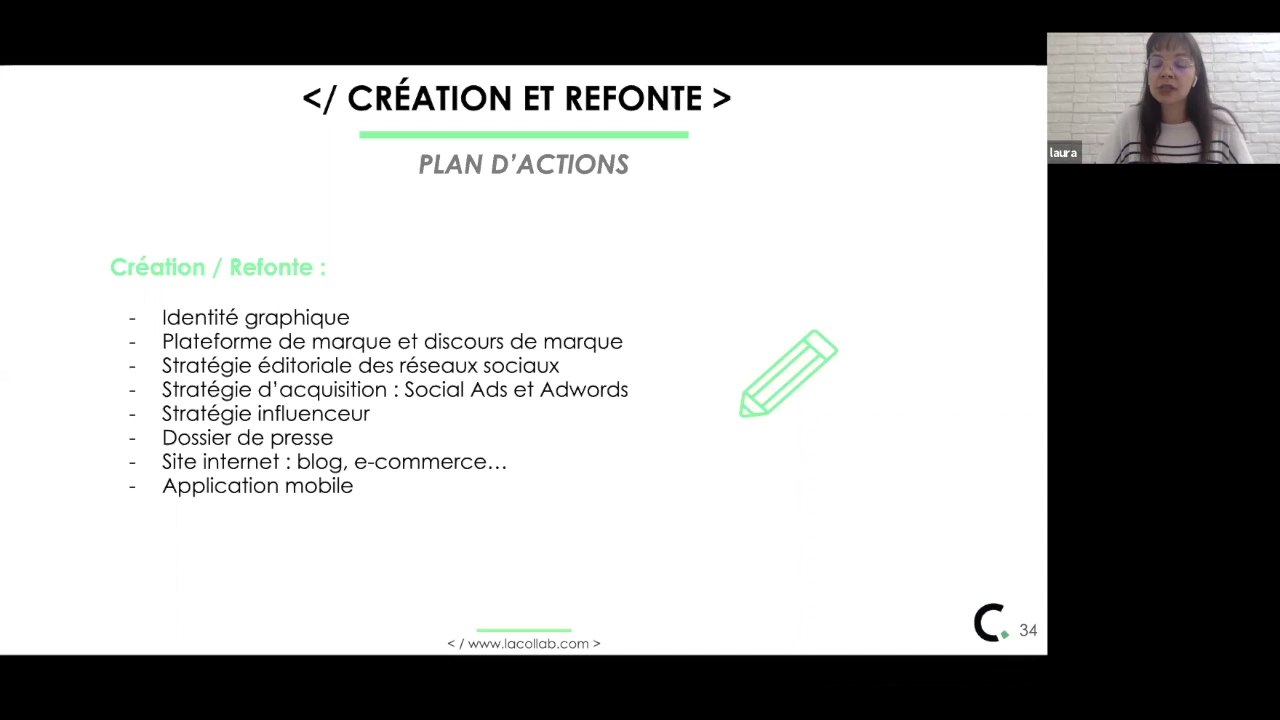 </ CRÉATION ET REFONTE >
PLAN D’ACTIONS
laura
Création / Refonte :
- Identité graphique
- Plateforme de marque et discours de marque
- Stratégie éditoriale des réseaux sociaux
- Stratégie d’acquisition : Social Ads et Adwords
- Stratégie influenceur
- Dossier de presse
- Site internet : blog, e-commerce…
- Application mobile
C.
34
< / www.lacollab.com >